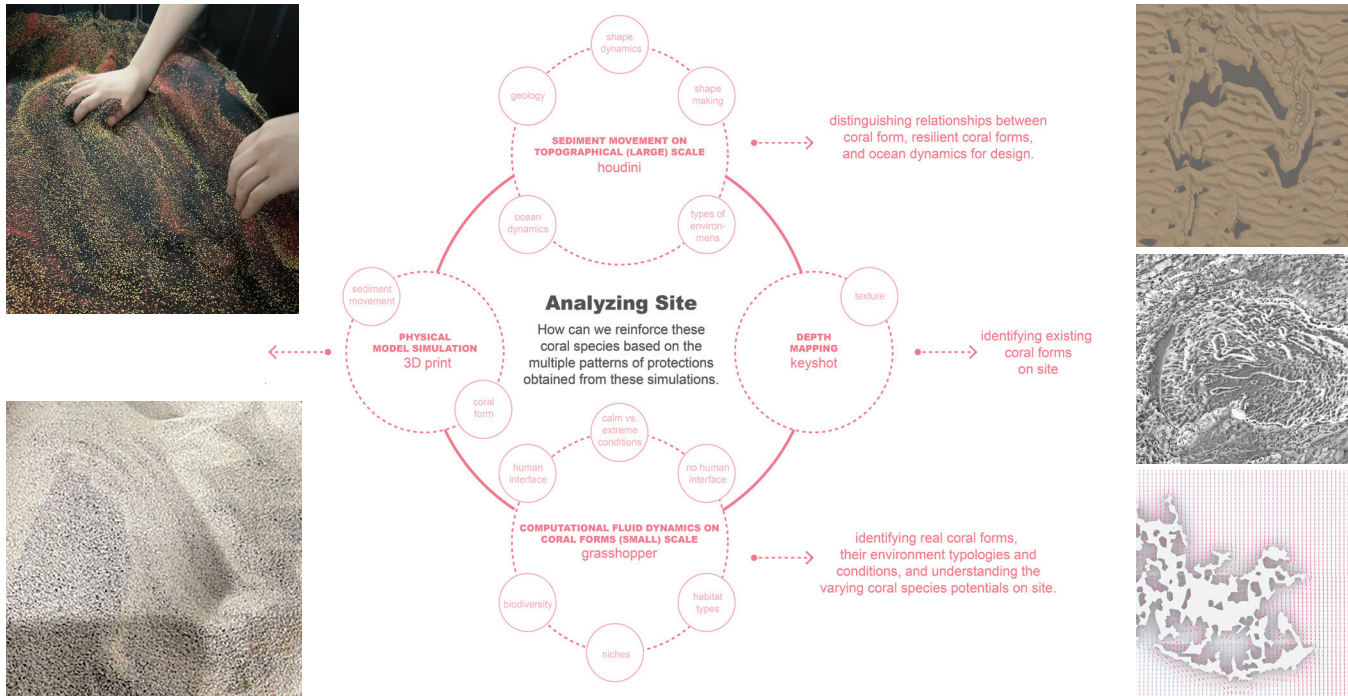 shape
dynamics
geology
shape
making
SEDIMENT MOVEMENT ON
TOPOGRAPHICAL (LARGE) SCALE
houdini
distinguishing relationships between
coral form, resilient coral forms,
and ocean dynamics for design.
ocean
dynamics
types of
environ-
mens
sediment
movement
PHYSICAL
MODEL SIMULATION
3D print
coral
form
Analyzing Site
How can we reinforce these
coral species based on the
multiple patterns of protections
obtained from these simulations.
texture
DEPTH
MAPPING
keyshot
identifying existing
coral forms
on site
calm vs.
extreme
conditions
human
interface
no human
interface
COMPUTATIONAL FLUID DYNAMICS ON
CORAL FORMS (SMALL) SCALE
grasshopper
identifying real coral forms,
their environment typologies and
conditions, and understanding the
varying coral species potentials on site.
biodiversity
habitat
types
niches